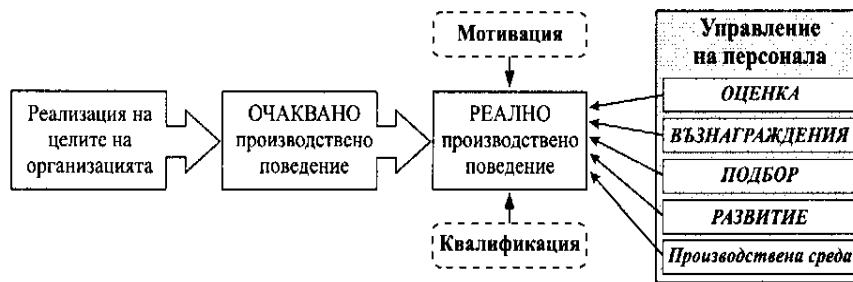 Мотивация
Управление
на персонала
Реализация на
целите на
организацията
ОЧАКВАНО
производствено
поведение
РЕАЛНО
производствено
поведение
ОЦЕНКА
ВЪЗНАГРАЖДЕНИЯ
ПОДБОР
РАЗВИТИЕ
Производствена среда
Квалификация